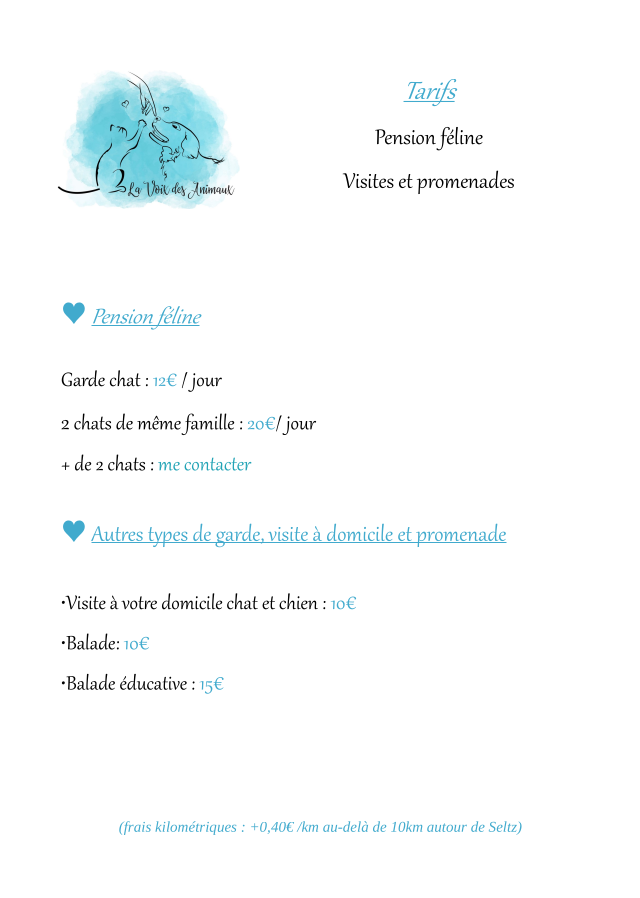 La Voix des Animaux
Tarifs
Pension féline
Visites et promenades
♥ Pension féline
Garde chat : 12€ / jour
2 chats de même famille : 20€/ jour
+ de 2 chats : me contacter
♥ Autres types de garde, visite à domicile et promenade
•Visite à votre domicile chat et chien : 10€
•Balade: 10€
•Balade éducative : 15€
(frais kilométriques : +0,40€ /km au-delà de 10km autour de Seltz)